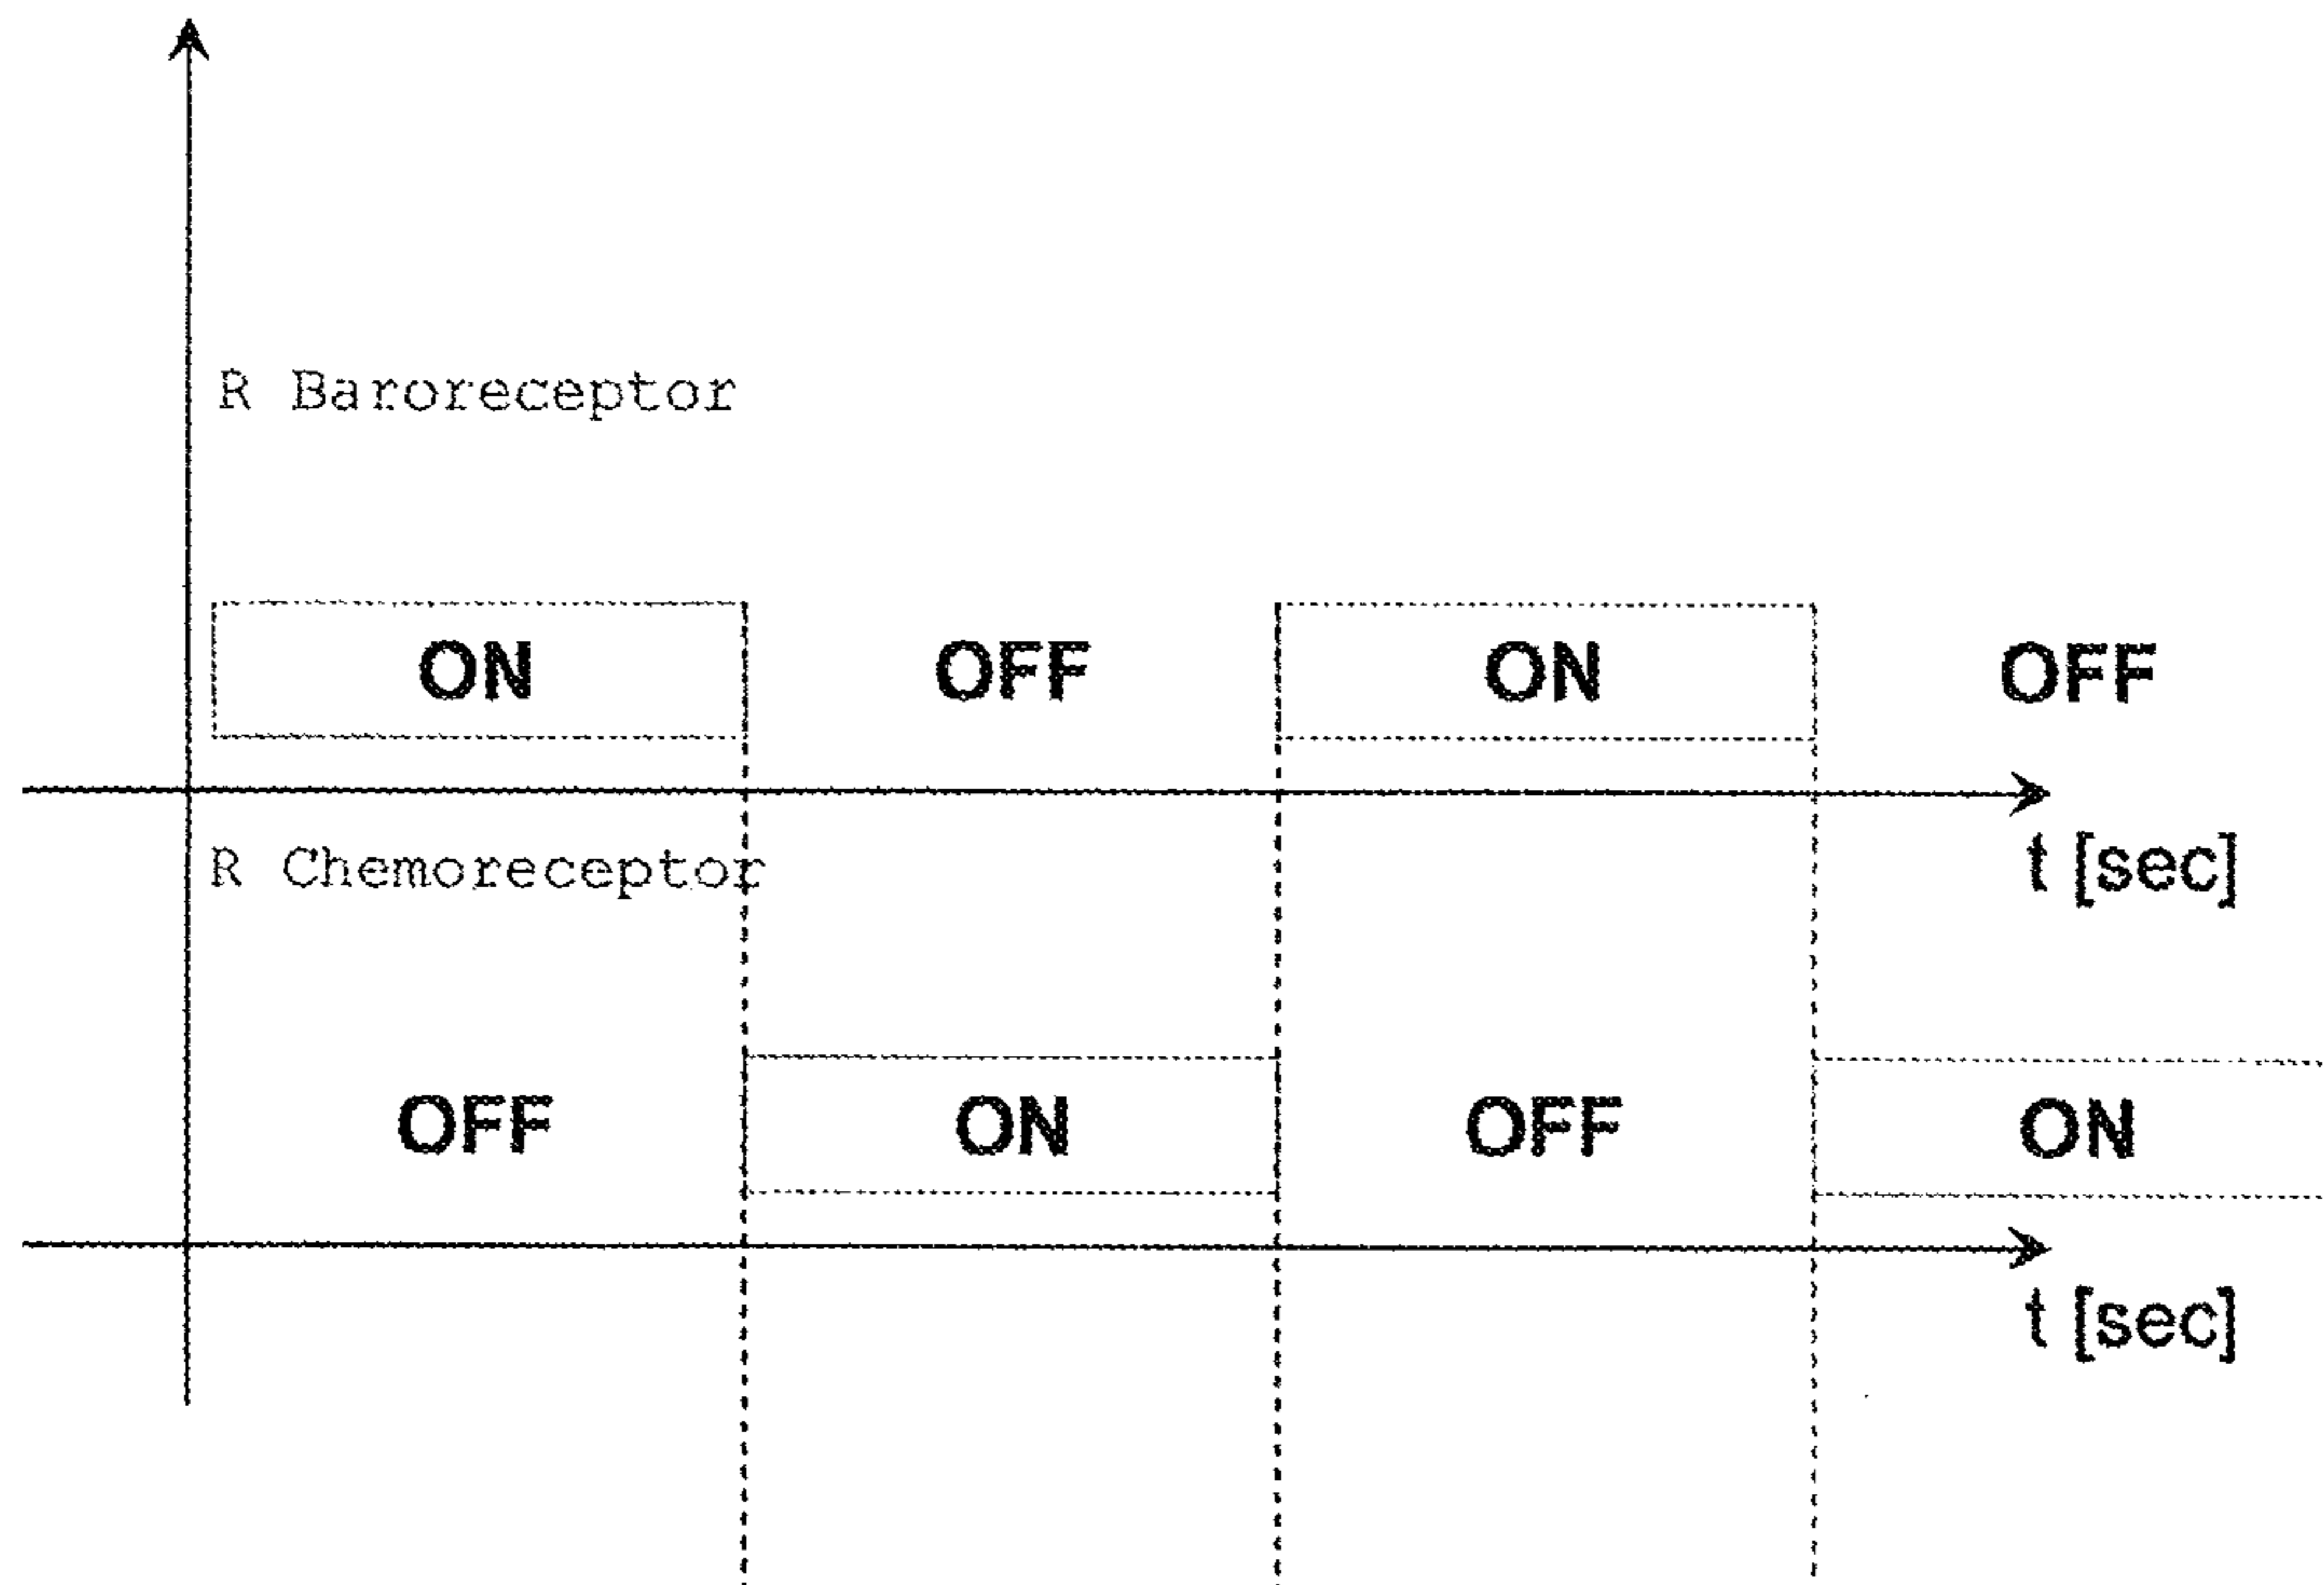 R Baroreceptor
ON OFF ON OFF
t [sec]
R Chemoreceptor
OFF ON OFF ON
t [sec]